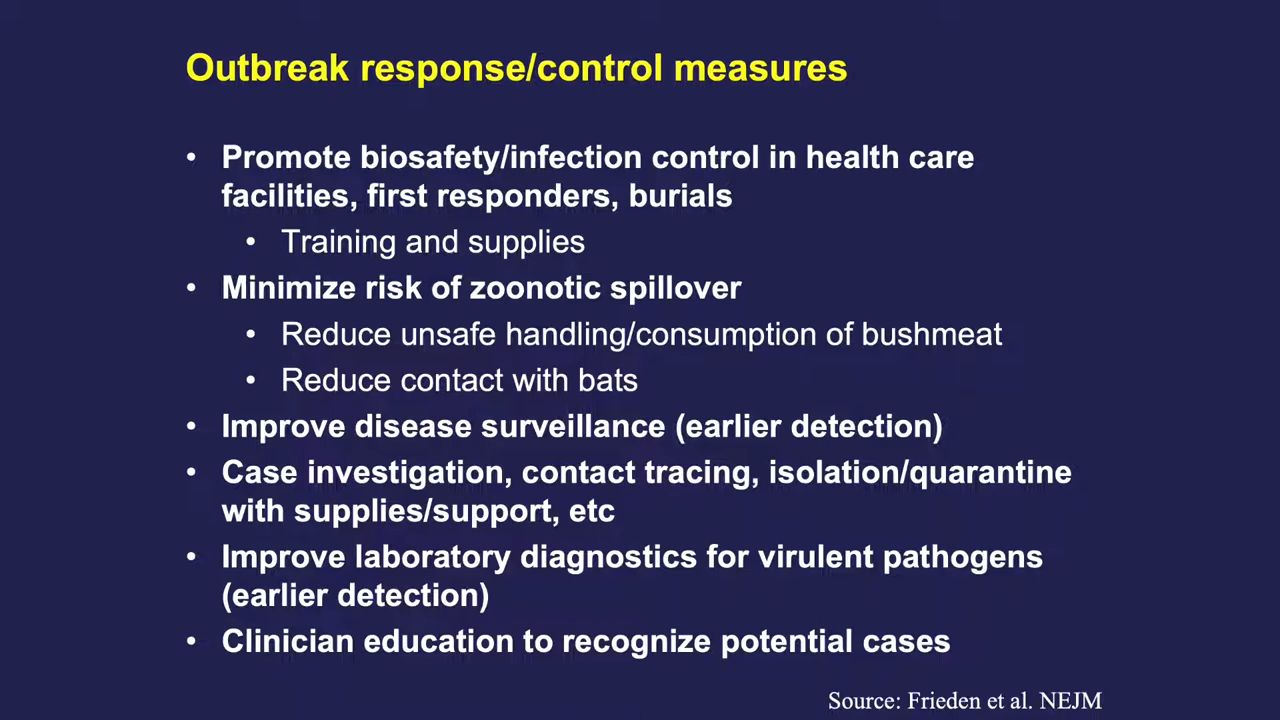 Outbreak response/control measures
• Promote biosafety/infection control in health care
facilities, first responders, burials
• Training and supplies
• Minimize risk of zoonotic spillover
• Reduce unsafe handling/consumption of bushmeat
• Reduce contact with bats
• Improve disease surveillance (earlier detection)
• Case investigation, contact tracing, isolation/quarantine
with supplies/support, etc
• Improve laboratory diagnostics for virulent pathogens
(earlier detection)
• Clinician education to recognize potential cases
Source: Frieden et al. NEJM